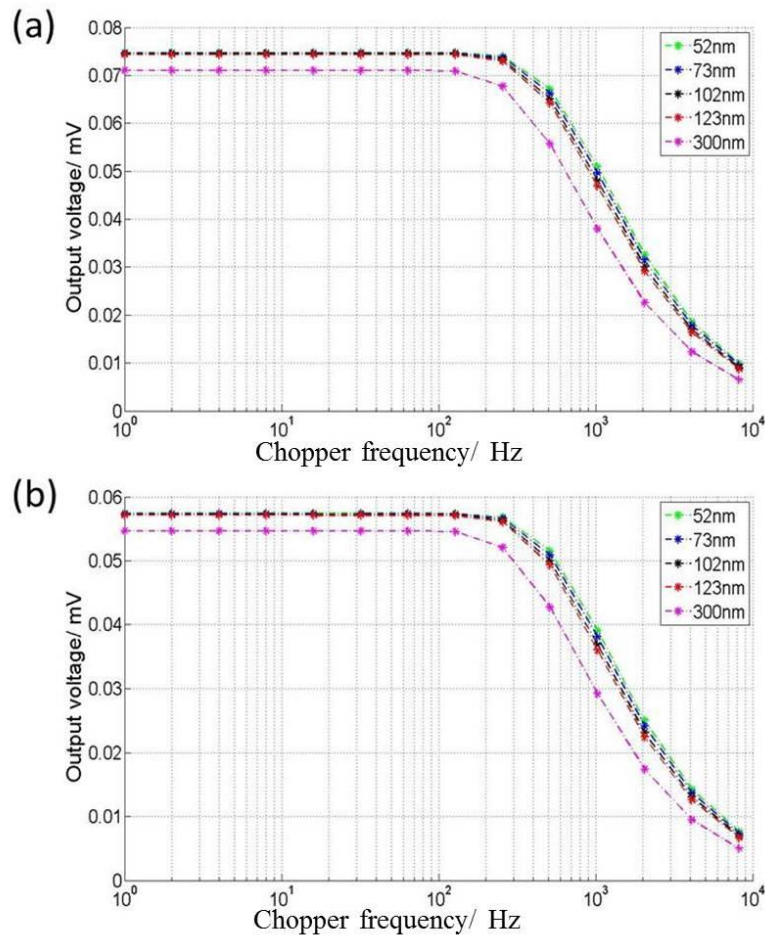 (a)
0.08
0.07
0.06
0.05
0.04
0.03
0.02
0.01
0
Output voltage/ mV
52nm
73nm
102nm
123nm
300nm
10^0 10^1 10^2 10^3 10^4
Chopper frequency/ Hz
(b)
0.06
0.05
0.04
0.03
0.02
0.01
0
Output voltage/ mV
52nm
73nm
102nm
123nm
300nm
10^0 10^1 10^2 10^3 10^4
Chopper frequency/ Hz